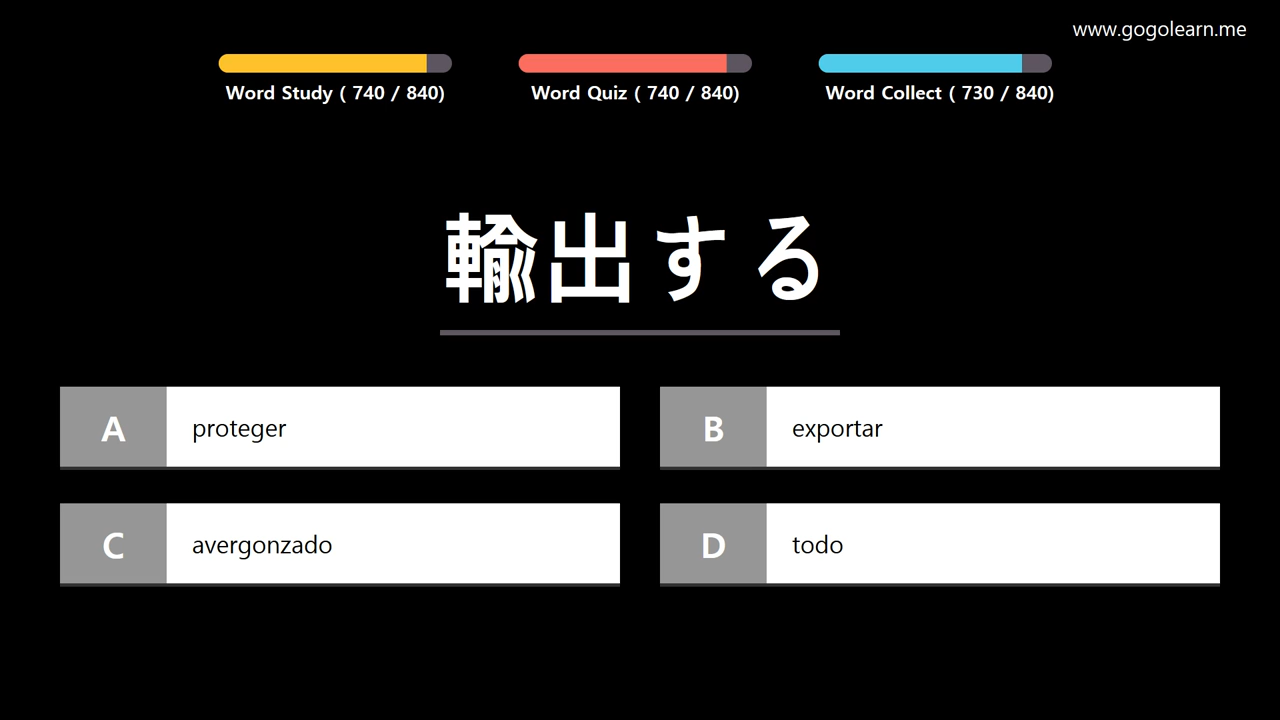 www.gogolearn.me
Word Study ( 740 / 840)
Word Quiz ( 740 / 840)
Word Collect ( 730 / 840)
輸出する
A proteger
B exportar
C avergonzado
D todo